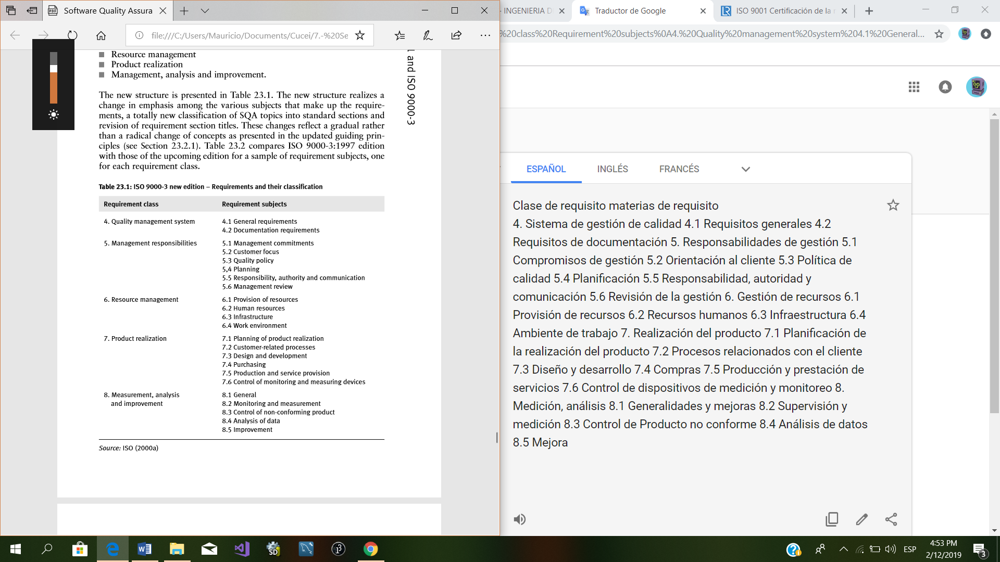 Software Quality Assura
file:///C:/Users/Mauricio/Documents/Cucei/7.-%20Se
Resource management
Product realization
Management, analysis and improvement.
The new structure is presented in Table 23.1. The new structure realizes a
change in emphasis among the various subjects that make up the require-
ments, a totally new classification of SQA topics into standard sections and
revision of requirement section titles. These changes reflect a gradual rather
than a radical change of concepts as presented in the updated guiding prin-
ciples (see Section 23.2.1). Table 23.2 compares ISO 9000-3:1997 edition
with those of the upcoming edition for a sample of requirement subjects, one
for each requirement class.
and ISO 9000-3
Table 23.1: ISO 9000-3 new edition – Requirements and their classification
Requirement class Requirement subjects
4. Quality management system 4.1 General requirements
4.2 Documentation requirements
5. Management responsibilities 5.1 Management commitments
5.2 Customer focus
5.3 Quality policy
5,4 Planning
5.5 Responsibility, authority and communication
5.6 Management review
6. Resource management 6.1 Provision of resources
6.2 Human resources
6.3 Infrastructure
6.4 Work environment
7. Product realization 7.1 Planning of product realization
7.2 Customer-related processes
7.3 Design and development
7.4 Purchasing
7.5 Production and service provision
7.6 Control of monitoring and measuring devices
8. Measurement, analysis 8.1 General
and improvement 8.2 Monitoring and measurement
8.3 Control of non-conforming product
8.4 Analysis of data
8.5 Improvement
Source: ISO (2000a)
- INGENIERIA D
Traductor de Google
ISO 9001 Certificación de la
%20class%20Requirement%20subjects%0A4.%20Quality%20management%20system%204.1%20General...
ESPAÑOL INGLÉS FRANCÉS
Clase de requisito materias de requisito
4. Sistema de gestión de calidad 4.1 Requisitos generales 4.2
Requisitos de documentación 5. Responsabilidades de gestión 5.1
Compromisos de gestión 5.2 Orientación al cliente 5.3 Política de
calidad 5.4 Planificación 5.5 Responsabilidad, autoridad y
comunicación 5.6 Revisión de la gestión 6. Gestión de recursos 6.1
Provisión de recursos 6.2 Recursos humanos 6.3 Infraestructura 6.4
Ambiente de trabajo 7. Realización del producto 7.1 Planificación de
la realización del producto 7.2 Procesos relacionados con el cliente
7.3 Diseño y desarrollo 7.4 Compras 7.5 Producción y prestación de
servicios 7.6 Control de dispositivos de medición y monitoreo 8.
Medición, análisis 8.1 Generalidades y mejoras 8.2 Supervisión y
medición 8.3 Control de Producto no conforme 8.4 Análisis de datos
8.5 Mejora
ESP
4:53 PM
2/12/2019
3